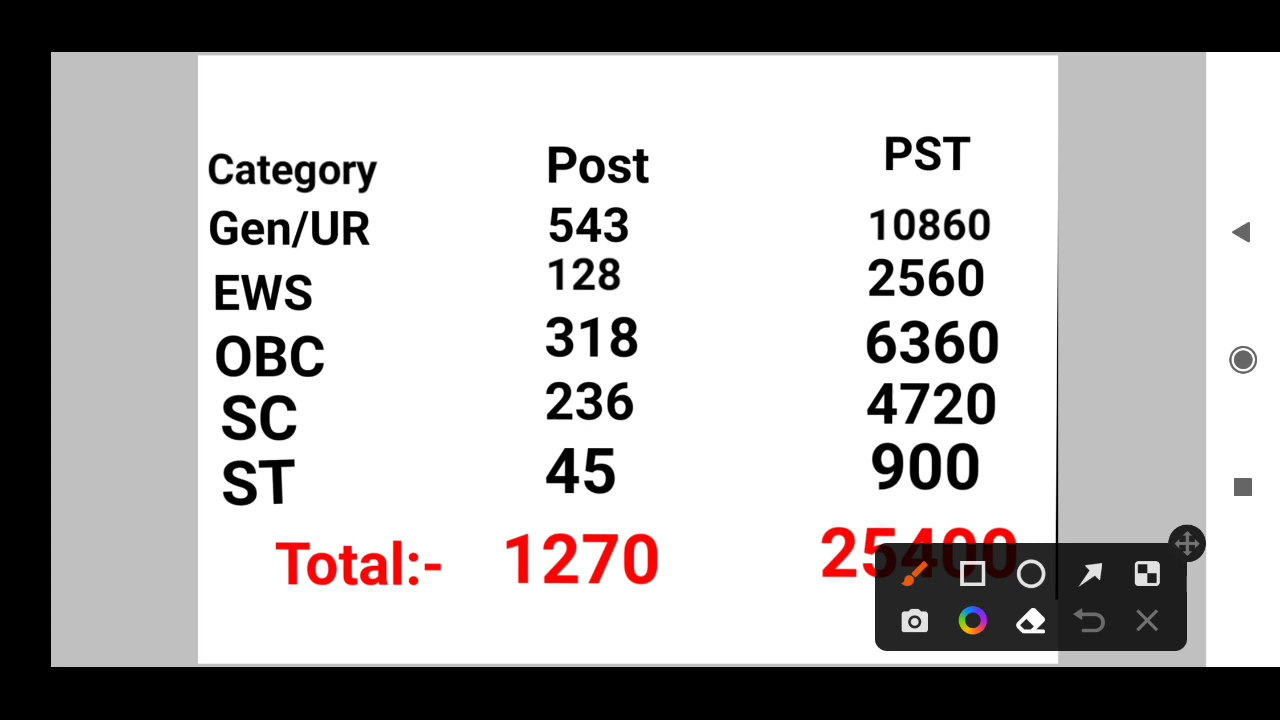 Category Post PST
Gen/UR 543 10860
EWS 128 2560
OBC 318 6360
SC 236 4720
ST 45 900
Total:- 1270 25400